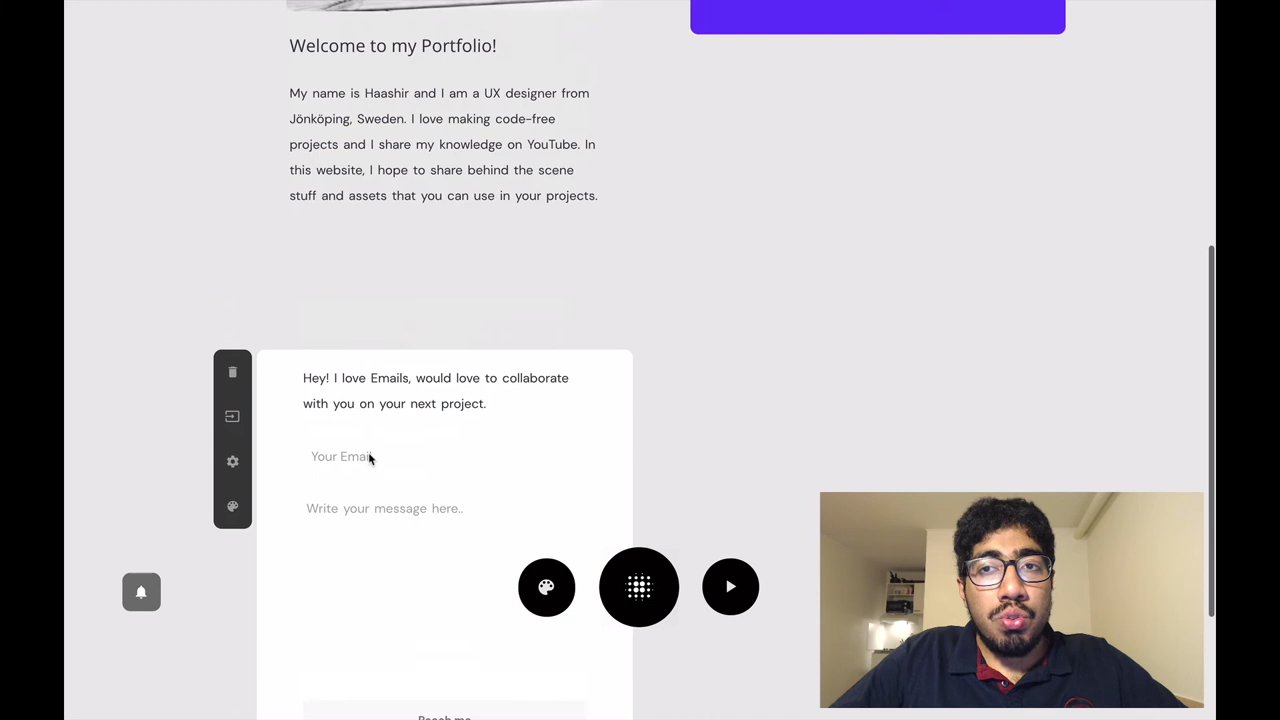 Welcome to my Portfolio!
My name is Haashir and I am a UX designer from
Jönköping, Sweden. I love making code-free
projects and I share my knowledge on YouTube. In
this website, I hope to share behind the scene
stuff and assets that you can use in your projects.
Hey! I love Emails, would love to collaborate
with you on your next project.
Your Email
Write your message here..
Reach me